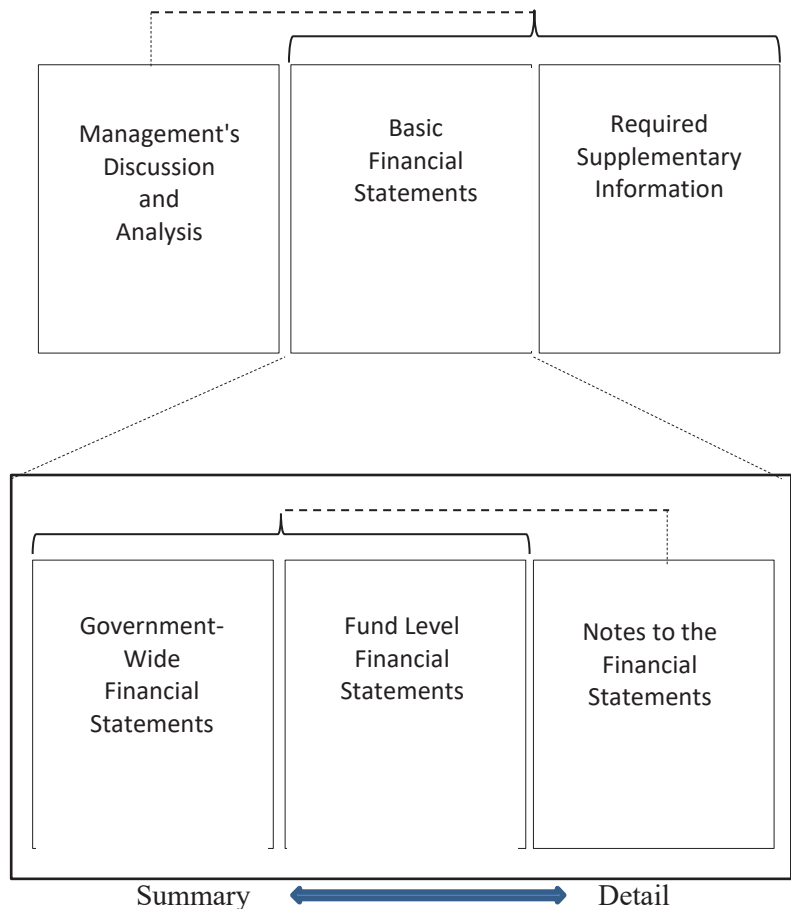 Management's
Discussion
and
Analysis
Basic
Financial
Statements
Required
Supplementary
Information
Government-
Wide
Financial
Statements
Fund Level
Financial
Statements
Notes to the
Financial
Statements
Summary
Detail